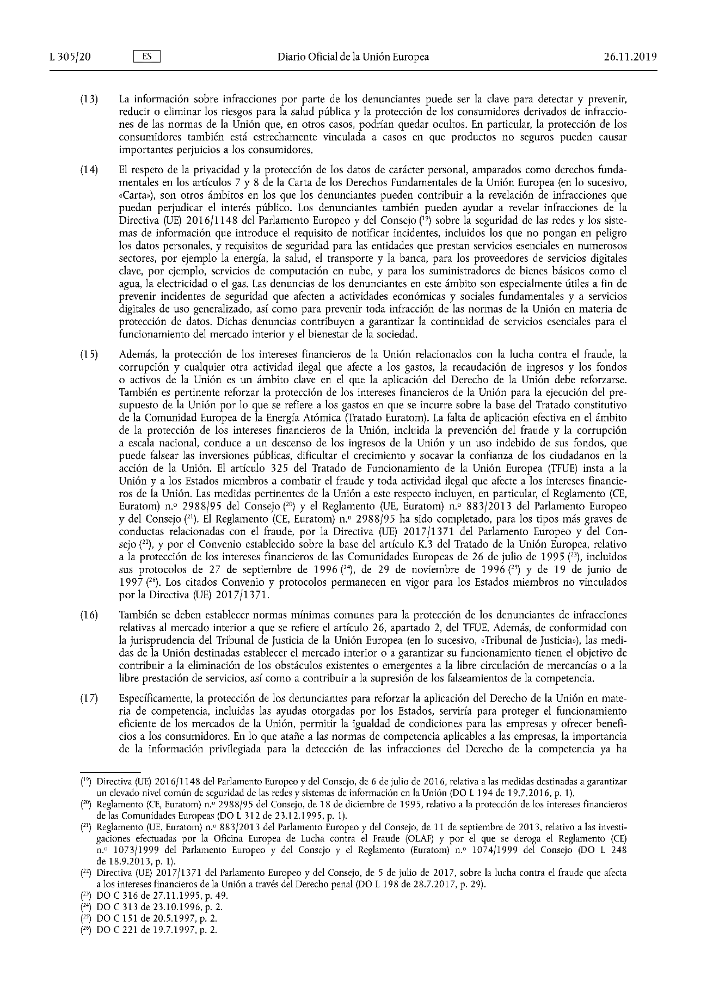 L 305/20 ES Diario Oficial de la Unión Europea 26.11.2019
(13) La información sobre infracciones por parte de los denunciantes puede ser la clave para detectar y prevenir,
reducir o eliminar los riesgos para la salud pública y la protección de los consumidores derivados de infraccio-
nes de las normas de la Unión que, en otros casos, podrían quedar ocultos. En particular, la protección de los
consumidores también está estrechamente vinculada a casos en que productos no seguros pueden causar
importantes perjuicios a los consumidores.
(14) El respeto de la privacidad y la protección de los datos de carácter personal, amparados como derechos funda-
mentales en los artículos 7 y 8 de la Carta de los Derechos Fundamentales de la Unión Europea (en lo sucesivo,
«Carta»), son otros ámbitos en los que los denunciantes pueden contribuir a la revelación de infracciones que
puedan perjudicar el interés público. Los denunciantes también pueden ayudar a revelar infracciones de la
Directiva (UE) 2016/1148 del Parlamento Europeo y del Consejo (¹⁹) sobre la seguridad de las redes y los siste-
mas de información que introduce el requisito de notificar incidentes, incluidos los que no pongan en peligro
los datos personales, y requisitos de seguridad para las entidades que prestan servicios esenciales en numerosos
sectores, por ejemplo la energía, la salud, el transporte y la banca, para los proveedores de servicios digitales
clave, por ejemplo, servicios de computación en nube, y para los suministradores de bienes básicos como el
agua, la electricidad o el gas. Las denuncias de los denunciantes en este ámbito son especialmente útiles a fin de
prevenir incidentes de seguridad que afecten a actividades económicas y sociales fundamentales y a servicios
digitales de uso generalizado, así como para prevenir toda infracción de las normas de la Unión en materia de
protección de datos. Dichas denuncias contribuyen a garantizar la continuidad de servicios esenciales para el
funcionamiento del mercado interior y el bienestar de la sociedad.
(15) Además, la protección de los intereses financieros de la Unión relacionados con la lucha contra el fraude, la
corrupción y cualquier otra actividad ilegal que afecte a los gastos, la recaudación de ingresos y los fondos
o activos de la Unión es un ámbito clave en el que la aplicación del Derecho de la Unión debe reforzarse.
También es pertinente reforzar la protección de los intereses financieros de la Unión para la ejecución del pre-
supuesto de la Unión por lo que se refiere a los gastos en que se incurre sobre la base del Tratado constitutivo
de la Comunidad Europea de la Energía Atómica (Tratado Euratom). La falta de aplicación efectiva en el ámbito
de la protección de los intereses financieros de la Unión, incluida la prevención del fraude y la corrupción
a escala nacional, conduce a un descenso de los ingresos de la Unión y un uso indebido de sus fondos, que
puede falsear las inversiones públicas, dificultar el crecimiento y socavar la confianza de los ciudadanos en la
acción de la Unión. El artículo 325 del Tratado de Funcionamiento de la Unión Europea (TFUE) insta a la
Unión y a los Estados miembros a combatir el fraude y toda actividad ilegal que afecte a los intereses financie-
ros de la Unión. Las medidas pertinentes de la Unión a este respecto incluyen, en particular, el Reglamento (CE,
Euratom) n.º 2988/95 del Consejo (²⁰) y el Reglamento (UE, Euratom) n.º 883/2013 del Parlamento Europeo
y del Consejo (²¹). El Reglamento (CE, Euratom) n.º 2988/95 ha sido completado, para los tipos más graves de
conductas relacionadas con el fraude, por la Directiva (UE) 2017/1371 del Parlamento Europeo y del Con-
sejo (²²), y por el Convenio establecido sobre la base del artículo K.3 del Tratado de la Unión Europea, relativo
a la protección de los intereses financieros de las Comunidades Europeas de 26 de julio de 1995 (²³), incluidos
sus protocolos de 27 de septiembre de 1996 (²⁴), de 29 de noviembre de 1996 (²⁵) y de 19 de junio de
1997 (²⁶). Los citados Convenio y protocolos permanecen en vigor para los Estados miembros no vinculados
por la Directiva (UE) 2017/1371.
(16) También se deben establecer normas mínimas comunes para la protección de los denunciantes de infracciones
relativas al mercado interior a que se refiere el artículo 26, apartado 2, del TFUE. Además, de conformidad con
la jurisprudencia del Tribunal de Justicia de la Unión Europea (en lo sucesivo, «Tribunal de Justicia»), las medi-
das de la Unión destinadas establecer el mercado interior o a garantizar su funcionamiento tienen el objetivo de
contribuir a la eliminación de los obstáculos existentes o emergentes a la libre circulación de mercancías o a la
libre prestación de servicios, así como a contribuir a la supresión de los falseamientos de la competencia.
(17) Específicamente, la protección de los denunciantes para reforzar la aplicación del Derecho de la Unión en mate-
ria de competencia, incluidas las ayudas otorgadas por los Estados, serviría para proteger el funcionamiento
eficiente de los mercados de la Unión, permitir la igualdad de condiciones para las empresas y ofrecer benefi-
cios a los consumidores. En lo que atañe a las normas de competencia aplicables a las empresas, la importancia
de la información privilegiada para la detección de las infracciones del Derecho de la competencia ya ha
(¹⁹) Directiva (UE) 2016/1148 del Parlamento Europeo y del Consejo, de 6 de julio de 2016, relativa a las medidas destinadas a garantizar
un elevado nivel común de seguridad de las redes y sistemas de información en la Unión (DO L 194 de 19.7.2016, p. 1).
(²⁰) Reglamento (CE, Euratom) n.º 2988/95 del Consejo, de 18 de diciembre de 1995, relativo a la protección de los intereses financieros
de las Comunidades Europeas (DO L 312 de 23.12.1995, p. 1).
(²¹) Reglamento (UE, Euratom) n.º 883/2013 del Parlamento Europeo y del Consejo, de 11 de septiembre de 2013, relativo a las investi-
gaciones efectuadas por la Oficina Europea de Lucha contra el Fraude (OLAF) y por el que se deroga el Reglamento (CE)
n.º 1073/1999 del Parlamento Europeo y del Consejo y el Reglamento (Euratom) n.º 1074/1999 del Consejo (DO L 248
de 18.9.2013, p. 1).
(²²) Directiva (UE) 2017/1371 del Parlamento Europeo y del Consejo, de 5 de julio de 2017, sobre la lucha contra el fraude que afecta
a los intereses financieros de la Unión a través del Derecho penal (DO L 198 de 28.7.2017, p. 29).
(²³) DO C 316 de 27.11.1995, p. 49.
(²⁴) DO C 313 de 23.10.1996, p. 2.
(²⁵) DO C 151 de 20.5.1997, p. 2.
(²⁶) DO C 221 de 19.7.1997, p. 2.